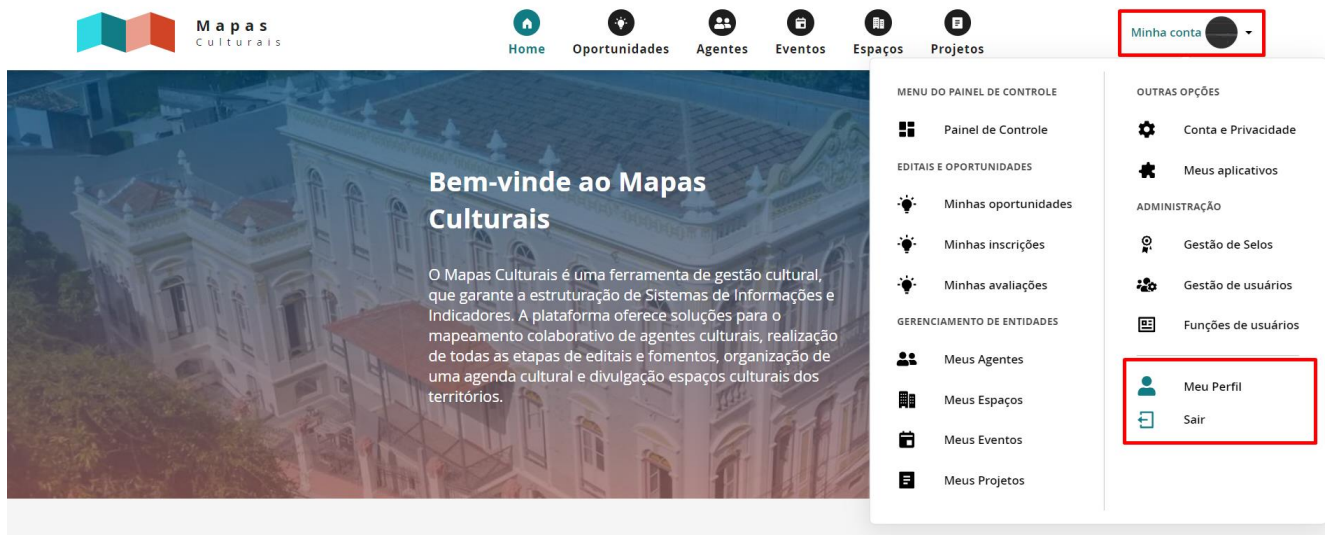 Mapas
Culturais
Home
Oportunidades
Agentes
Eventos
Espaços
Projetos
Minha conta
Bem-vinde ao Mapas
Culturais
O Mapas Culturais é uma ferramenta de gestão cultural,
que garante a estruturação de Sistemas de Informações e
Indicadores. A plataforma oferece soluções para o
mapeamento colaborativo de agentes culturais, realização
de todas as etapas de editais e fomentos, organização de
uma agenda cultural e divulgação espaços culturais dos
territórios.
MENU DO PAINEL DE CONTROLE
Painel de Controle
EDITAIS E OPORTUNIDADES
Minhas oportunidades
Minhas inscrições
Minhas avaliações
GERENCIAMENTO DE ENTIDADES
Meus Agentes
Meus Espaços
Meus Eventos
Meus Projetos
OUTRAS OPÇÕES
Conta e Privacidade
Meus aplicativos
ADMINISTRAÇÃO
Gestão de Selos
Gestão de usuários
Funções de usuários
Meu Perfil
Sair